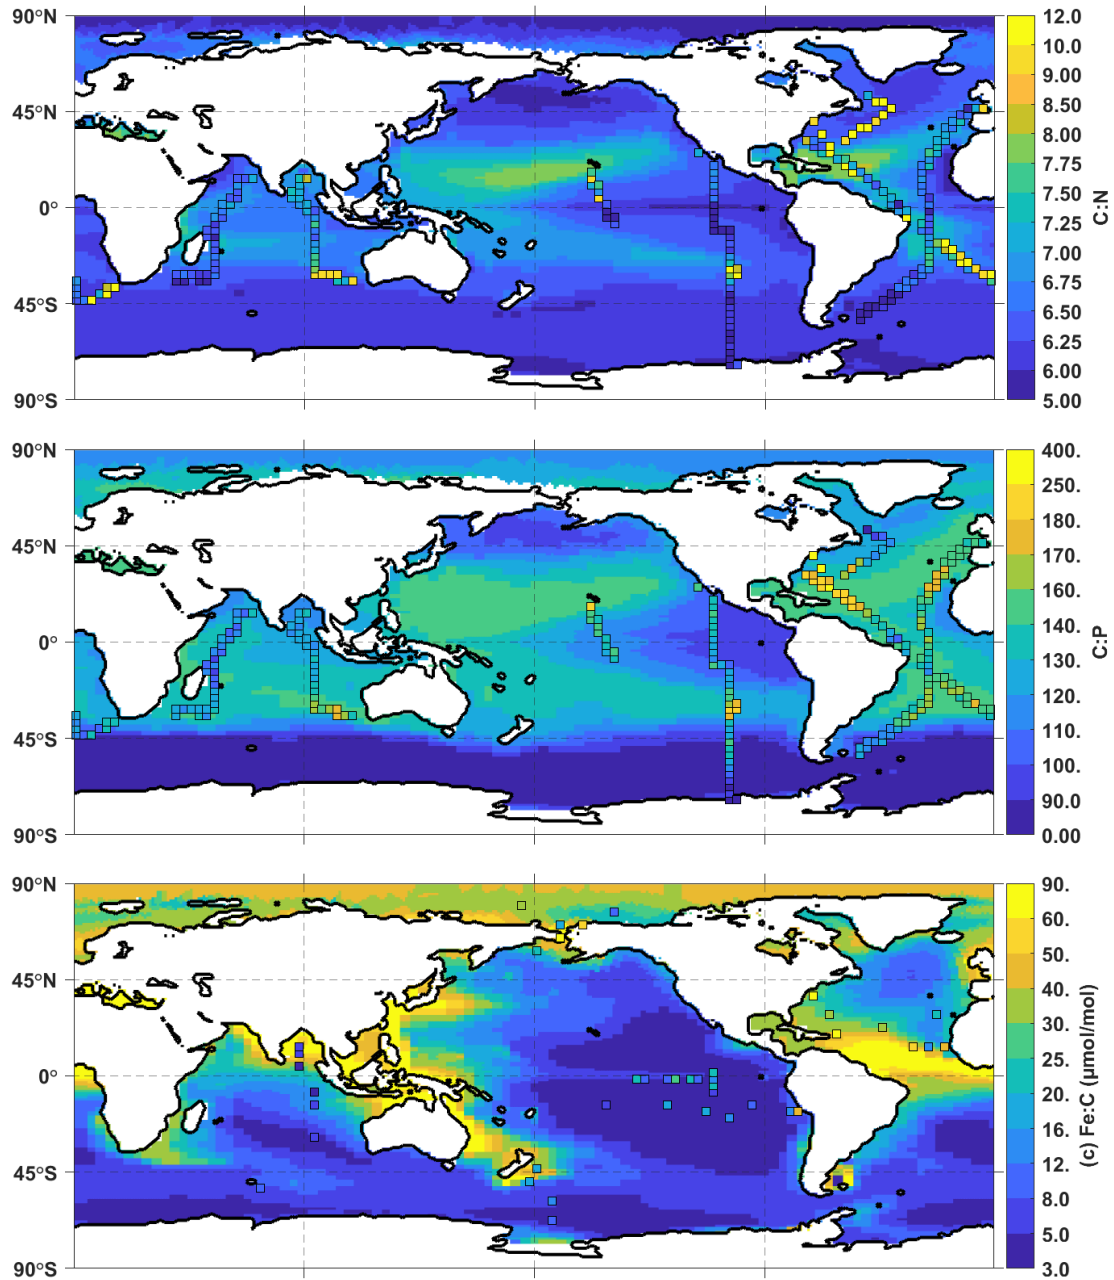 90°N
45°N
0°
45°S
90°S
12.0
10.0
9.00
8.50
8.00
7.75
7.50
7.25
7.00
6.75
6.50
6.25
6.00
5.00
C:N
90°N
45°N
0°
45°S
90°S
400.
250.
180.
170.
160.
140.
130.
120.
110.
100.
90.0
0.00
C:P
90°N
45°N
0°
45°S
90°S
90.
60.
50.
40.
30.
25.
20.
16.
12.
8.0
5.0
3.0
(c) Fe:C (µmol/mol)